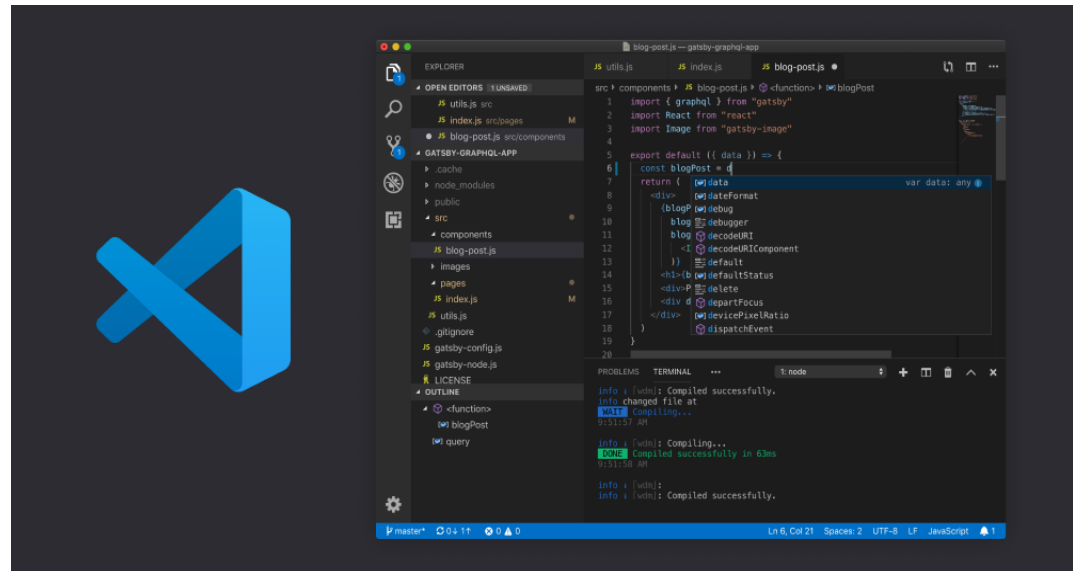 blog-post.js — gatsby-graphql-app
EXPLORER
OPEN EDITORS 1 UNSAVED
JS utils.js src
JS index.js src/pages M
JS blog-post.js src/components
GATSBY-GRAPHQL-APP
.cache
node_modules
public
src
components
JS blog-post.js
images
pages
JS index.js M
JS utils.js
.gitignore
JS gatsby-config.js
JS gatsby-node.js
LICENSE
OUTLINE
<function>
blogPost
query
JS utils.js JS index.js JS blog-post.js
src components JS blog-post.js <function> blogPost
1 import { graphql } from "gatsby"
2 import React from "react"
3 import Image from "gatsby-image"
4
5 export default ({ data }) => {
6 const blogPost = d
7 return (
8 <div>
9 {blogP
10 blog
11 blog
12 <I
13 )}
14 <h1>{b
15 <div>P
16 <div d
17 </div>
18 )
19 }
20
data var data: any
dateFormat
debug
debugger
decodeURI
decodeURIComponent
default
defaultStatus
delete
departFocus
devicePixelRatio
dispatchEvent
PROBLEMS TERMINAL ••• 1: node
info : [wdm]: Compiled successfully.
info changed file at
WAIT Compiling...
9:51:57 AM
info : [wdm]: Compiling...
DONE Compiled successfully in 63ms
9:51:58 AM
info : [wdm]:
info : [wdm]: Compiled successfully.
master* 0↓ 1↑ 0 0 Ln 6, Col 21 Spaces: 2 UTF-8 LF JavaScript 1